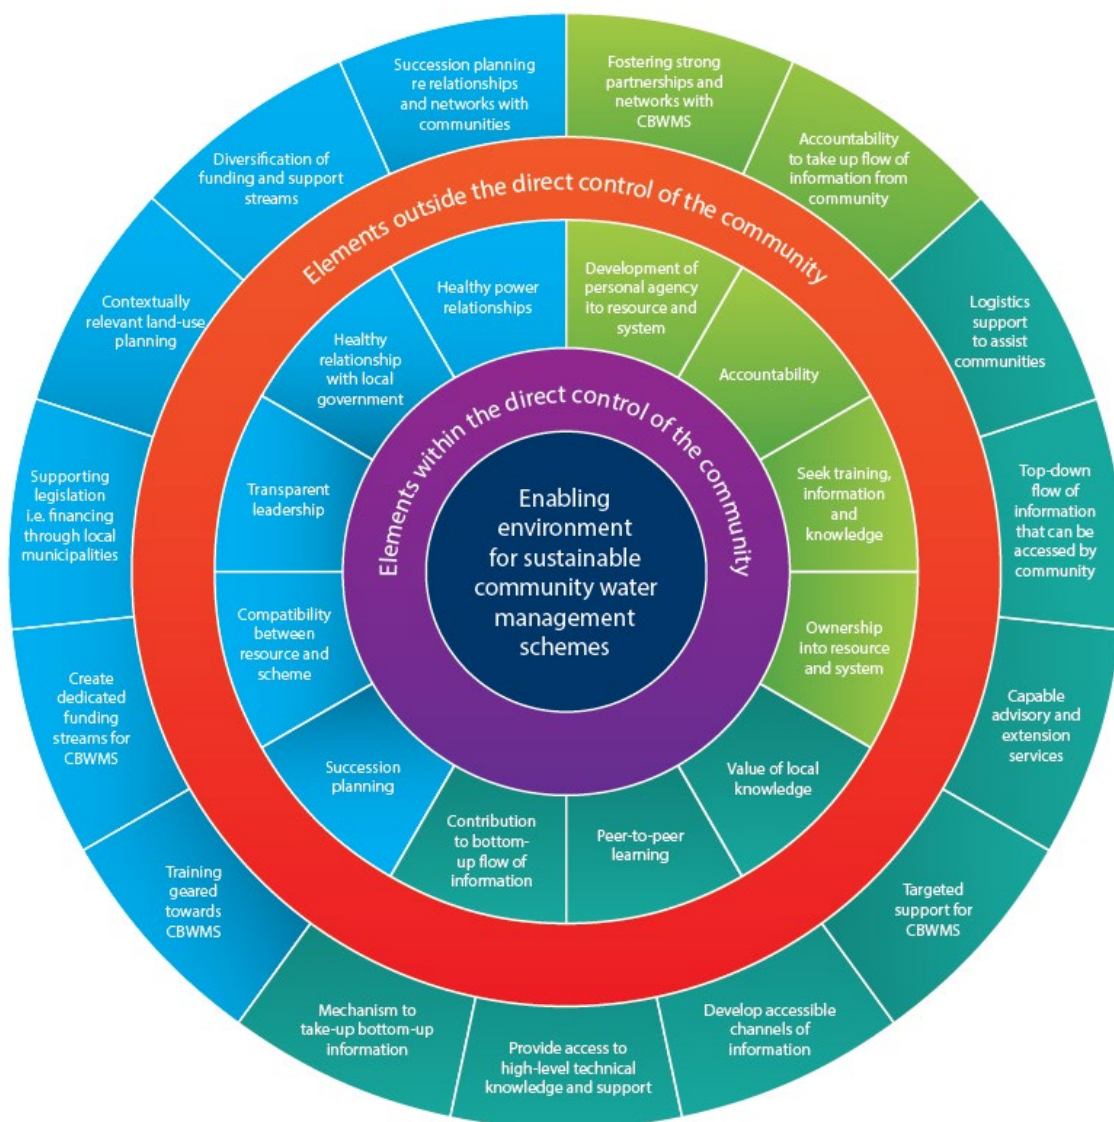 Succession planning
re relationships
and networks with
communities
Fostering strong
partnerships and
networks with
CBWMS
Accountability
to take up flow of
information from
community
Logistics
support
to assist
communities
Top-down
flow of
information
that can be
accessed by
community
Capable
advisory and
extension
services
Targeted
support for
CBWMS
Develop accessible
channels of
information
Provide access to
high-level technical
knowledge and support
Mechanism to
take-up bottom-up
information
Training
geared
towards
CBWMS
Create
dedicated
funding
streams for
CBWMS
Supporting
legislation
i.e. financing
through local
municipalities
Contextually
relevant land-use
planning
Diversification of
funding and support
streams
Elements outside the direct control of the community
Healthy power
relationships
Development of
personal agency
ito resource and
system
Accountability
Seek training,
information
and
knowledge
Ownership
into resource
and system
Value of local
knowledge
Peer-to-peer
learning
Contribution
to bottom-
up flow of
information
Succession
planning
Compatibility
between
resource and
scheme
Transparent
leadership
Healthy
relationship
with local
government
Elements within the direct control of the community
Enabling
environment
for sustainable
community water
management
schemes